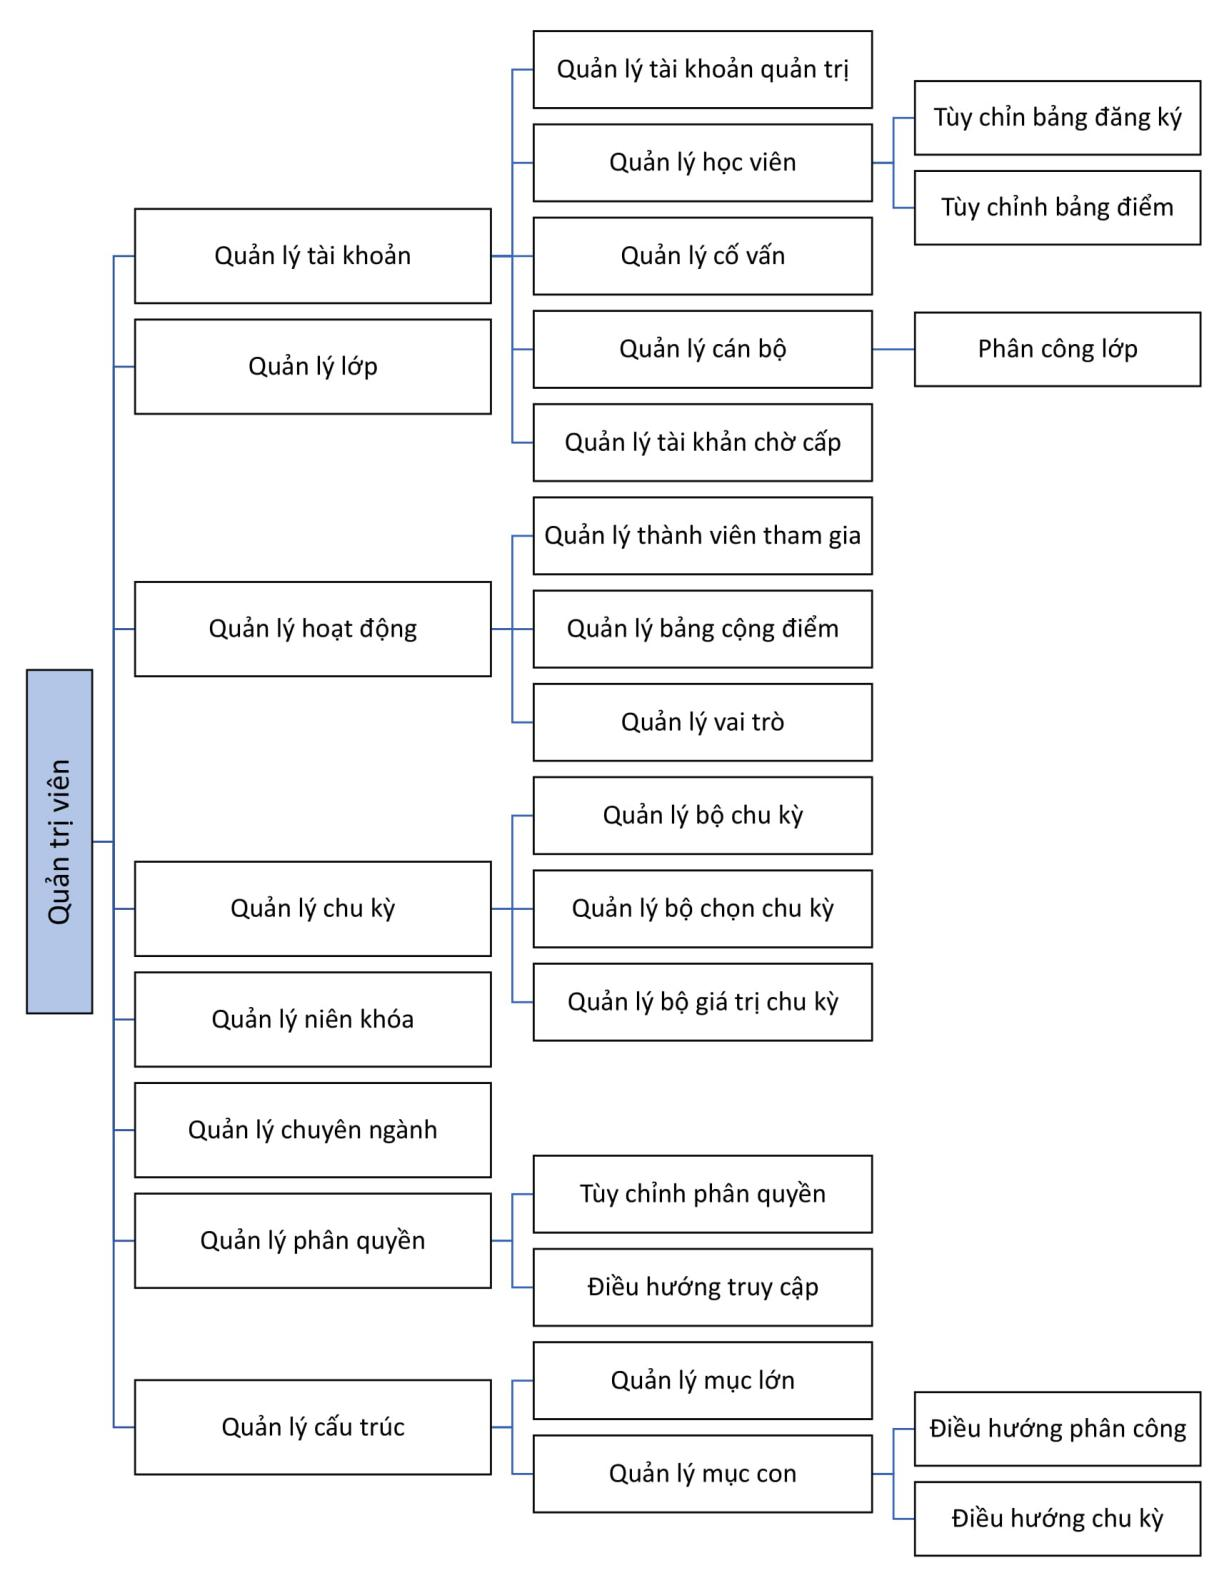 Quản trị viên
Quản lý tài khoản
Quản lý tài khoản quản trị
Quản lý học viên
Tùy chỉn bảng đăng ký
Tùy chỉnh bảng điểm
Quản lý cố vấn
Quản lý cán bộ
Phân công lớp
Quản lý tài khản chờ cấp
Quản lý lớp
Quản lý hoạt động
Quản lý thành viên tham gia
Quản lý bảng cộng điểm
Quản lý vai trò
Quản lý chu kỳ
Quản lý bộ chu kỳ
Quản lý bộ chọn chu kỳ
Quản lý bộ giá trị chu kỳ
Quản lý niên khóa
Quản lý chuyên ngành
Quản lý phân quyền
Tùy chỉnh phân quyền
Điều hướng truy cập
Quản lý cấu trúc
Quản lý mục lớn
Quản lý mục con
Điều hướng phân công
Điều hướng chu kỳ